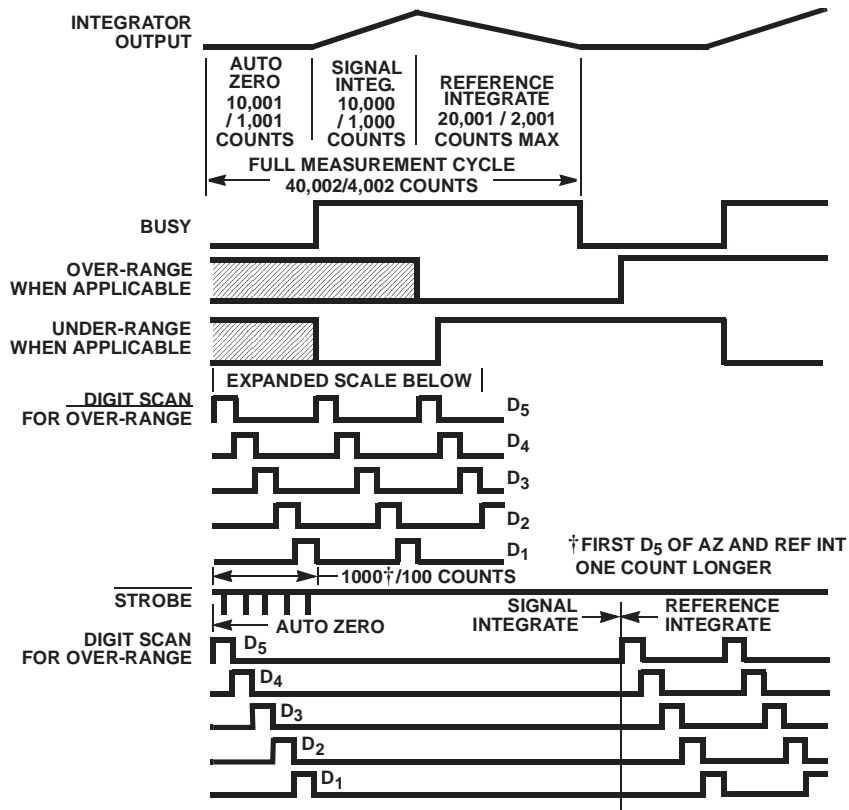 INTEGRATOR
OUTPUT
AUTO
ZERO
10,001
/ 1,001
COUNTS
SIGNAL
INTEG.
10,000
/ 1,000
COUNTS
REFERENCE
INTEGRATE
20,001 / 2,001
COUNTS MAX
FULL MEASUREMENT CYCLE
40,002/4,002 COUNTS
BUSY
OVER-RANGE
WHEN APPLICABLE
UNDER-RANGE
WHEN APPLICABLE
EXPANDED SCALE BELOW
DIGIT SCAN
FOR OVER-RANGE
D5
D4
D3
D2
D1
†FIRST D5 OF AZ AND REF INT
ONE COUNT LONGER
1000†/100 COUNTS
STROBE
AUTO ZERO
SIGNAL
INTEGRATE
REFERENCE
INTEGRATE
DIGIT SCAN
FOR OVER-RANGE
D5
D4
D3
D2
D1